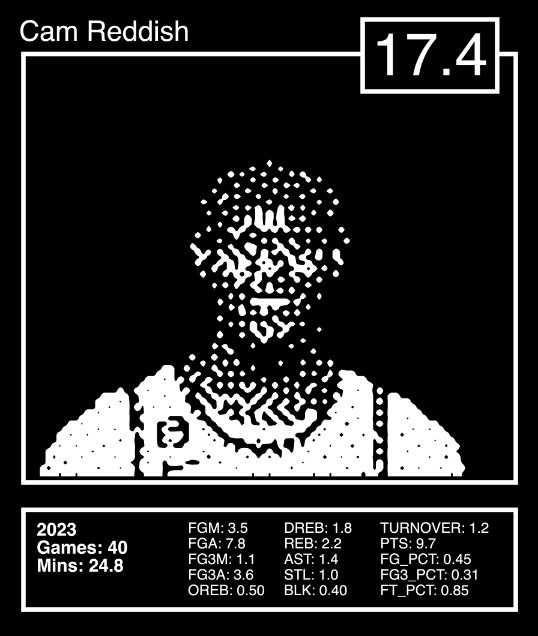 Cam Reddish
17.4
2023
Games: 40
Mins: 24.8
FGM: 3.5
FGA: 7.8
FG3M: 1.1
FG3A: 3.6
OREB: 0.50
DREB: 1.8
REB: 2.2
AST: 1.4
STL: 1.0
BLK: 0.40
TURNOVER: 1.2
PTS: 9.7
FG_PCT: 0.45
FG3_PCT: 0.31
FT_PCT: 0.85